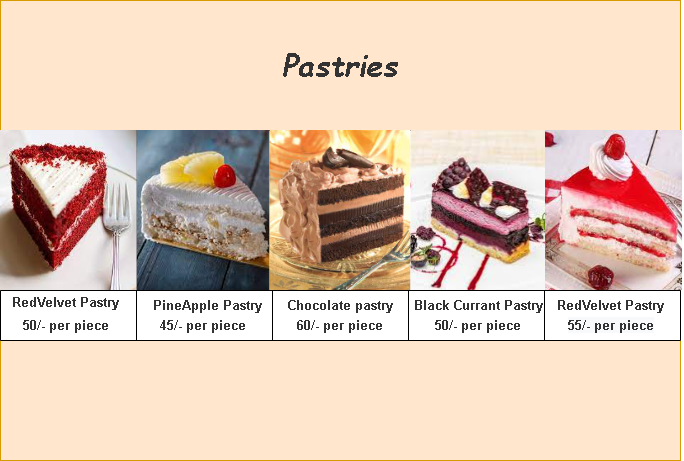 Pastries
RedVelvet Pastry
50/- per piece
PineApple Pastry
45/- per piece
Chocolate pastry
60/- per piece
Black Currant Pastry
50/- per piece
RedVelvet Pastry
55/- per piece